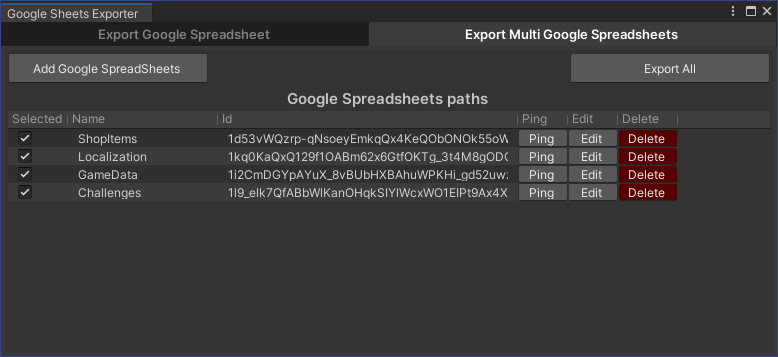 Google Sheets Exporter
Export Google Spreadsheet Export Multi Google Spreadsheets
Add Google SpreadSheets Export All
Google Spreadsheets paths
Selected Name Id Ping Edit Delete
ShopItems 1d53vWQzrp-qNsoeyEmkqQx4KeQObONOk55oW Ping Edit Delete
Localization 1kq0KaQxQ129f1OABm62x6GtfOKTg_3t4M8gOD Ping Edit Delete
GameData 1i2CmDGYpAYuX_8vBUbHXBAhuWPKHi_gd52uwz Ping Edit Delete
Challenges Ping Edit Delete